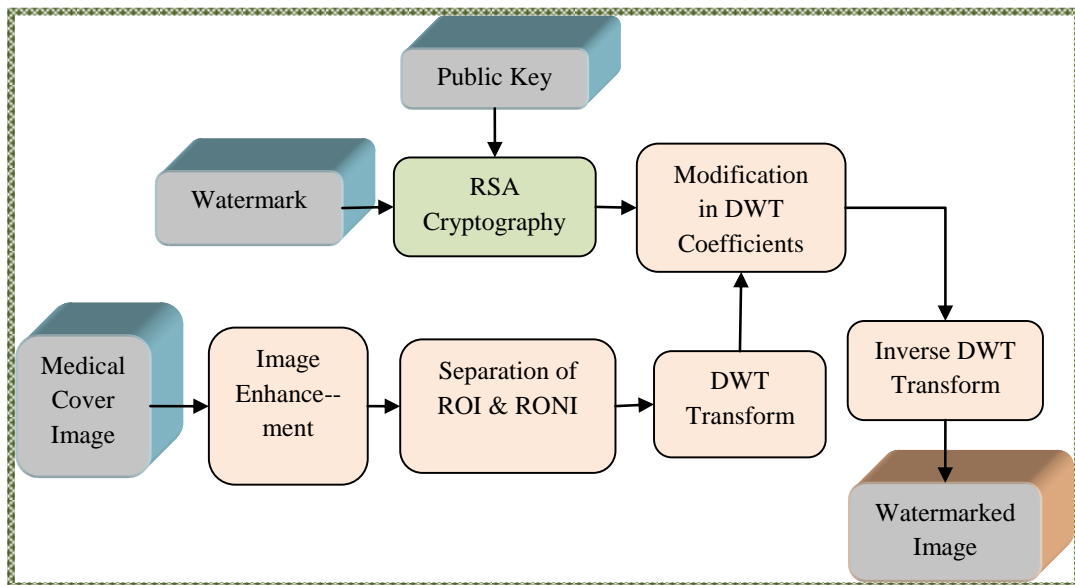 Public Key
Watermark
RSA
Cryptography
Modification
in DWT
Coefficients
Medical
Cover
Image
Image
Enhance--
ment
Separation of
ROI & RONI
DWT
Transform
Inverse DWT
Transform
Watermarked
Image